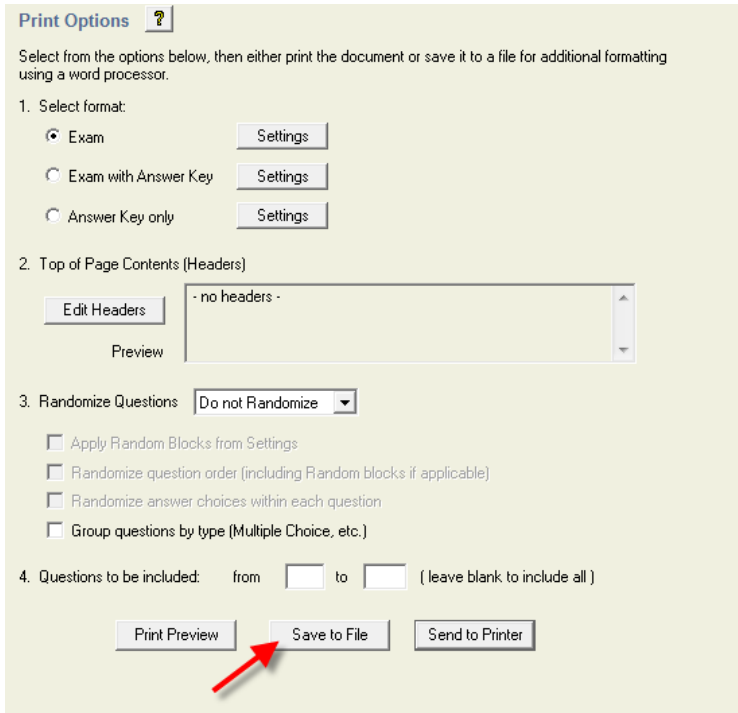 Print Options ?
Select from the options below, then either print the document or save it to a file for additional formatting
using a word processor.
1. Select format:
Exam Settings
Exam with Answer Key Settings
Answer Key only Settings
2. Top of Page Contents (Headers)
Edit Headers - no headers -
Preview
3. Randomize Questions Do not Randomize
Apply Random Blocks from Settings
Randomize question order (including Random blocks if applicable)
Randomize answer choices within each question
Group questions by type (Multiple Choice, etc.)
4. Questions to be included: from to ( leave blank to include all )
Print Preview Save to File Send to Printer